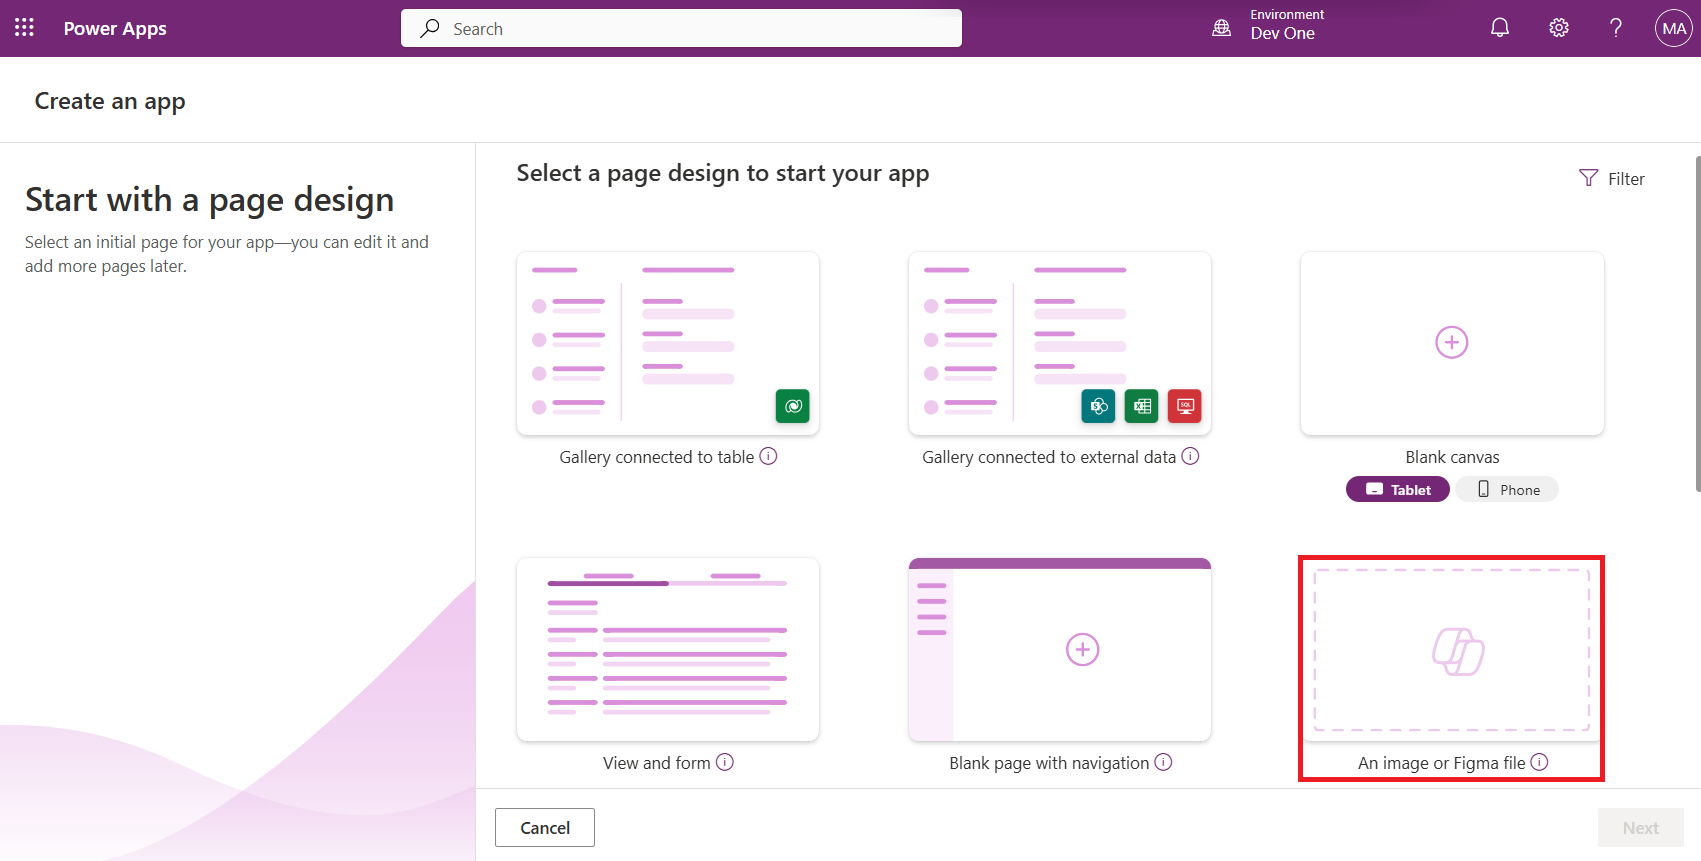 Power Apps
Search
Environment
Dev One
MA
Create an app
Start with a page design
Select an initial page for your app—you can edit it and
add more pages later.
Select a page design to start your app
Filter
Gallery connected to table
S
X
SQL
Gallery connected to external data
Blank canvas
Tablet
Phone
View and form
Blank page with navigation
An image or Figma file
Cancel
Next